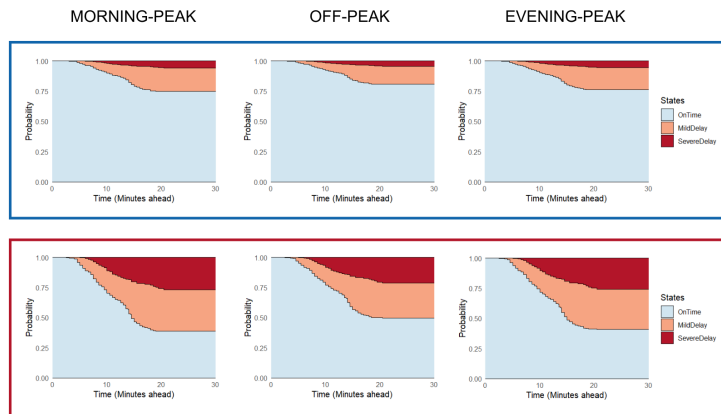 MORNING-PEAK OFF-PEAK EVENING-PEAK
1.00 0.75 0.50 0.25 0.00
Probability
0 10 20 30
Time (Minutes ahead)
1.00 0.75 0.50 0.25 0.00
Probability
0 10 20 30
Time (Minutes ahead)
1.00 0.75 0.50 0.25 0.00
Probability
0 10 20 30
Time (Minutes ahead)
States
OnTime
MildDelay
SevereDelay
1.00 0.75 0.50 0.25 0.00
Probability
0 10 20 30
Time (Minutes ahead)
1.00 0.75 0.50 0.25 0.00
Probability
0 10 20 30
Time (Minutes ahead)
1.00 0.75 0.50 0.25 0.00
Probability
0 10 20 30
Time (Minutes ahead)
States
OnTime
MildDelay
SevereDelay